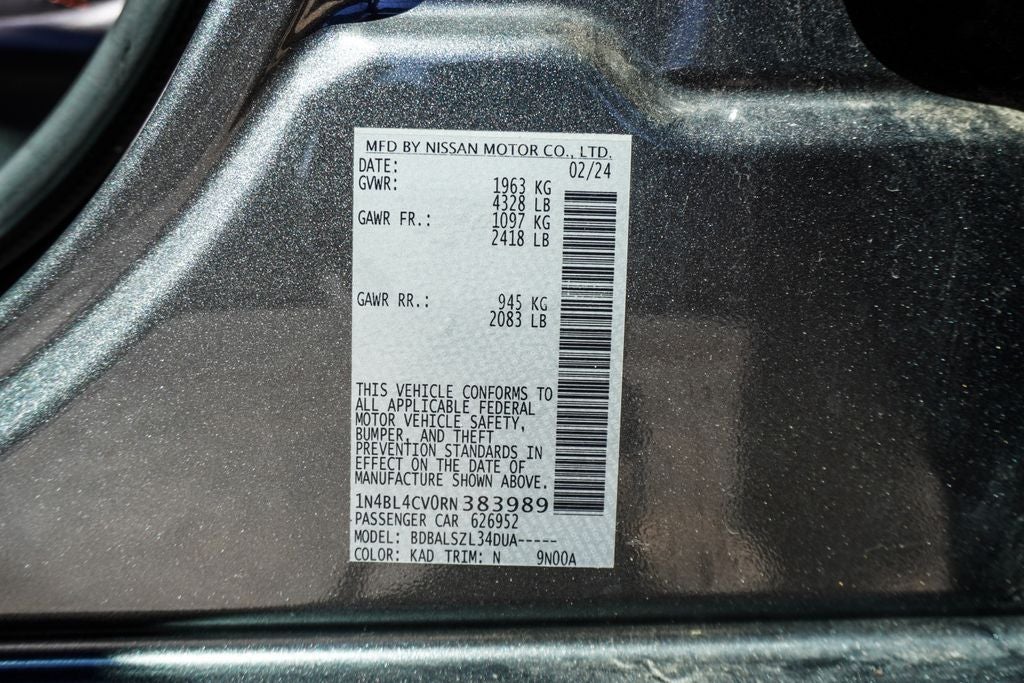 MFD BY NISSAN MOTOR CO., LTD.
DATE: 02/24
GVWR: 1963 KG
4328 LB
GAWR FR.: 1097 KG
2418 LB
GAWR RR.: 945 KG
2083 LB
THIS VEHICLE CONFORMS TO
ALL APPLICABLE FEDERAL
MOTOR VEHICLE SAFETY,
BUMPER, AND THEFT
PREVENTION STANDARDS IN
EFFECT ON THE DATE OF
MANUFACTURE SHOWN ABOVE.
1N4BL4CV0RN383989
PASSENGER CAR 626952
MODEL: BDBALSZL34DUA-----
COLOR: KAD TRIM: N 9N00A